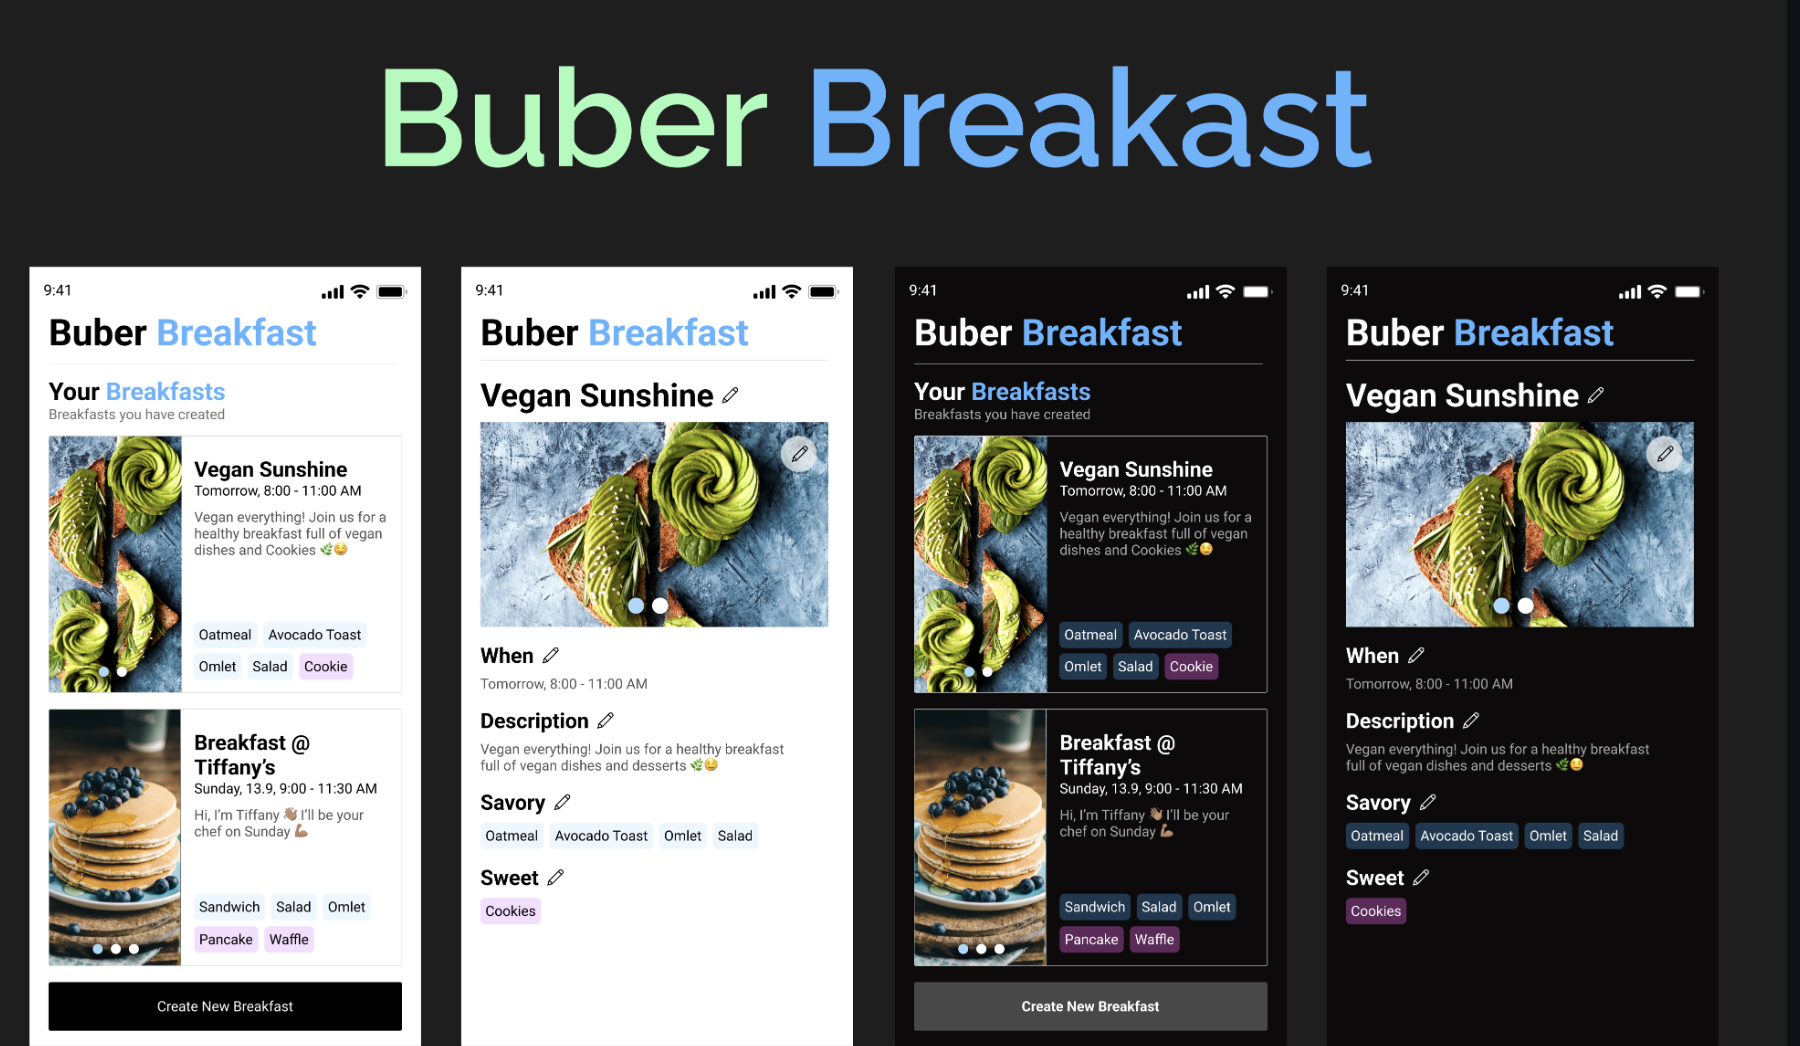 Buber Breakast
9:41
Buber Breakfast
Your Breakfasts
Breakfasts you have created
Vegan Sunshine
Tomorrow, 8:00 - 11:00 AM
Vegan everything! Join us for a
healthy breakfast full of vegan
dishes and Cookies 🌿😋
Oatmeal Avocado Toast
Omlet Salad Cookie
Breakfast @
Tiffany's
Sunday, 13.9, 9:00 - 11:30 AM
Hi, I'm Tiffany 👋🏽 I'll be your
chef on Sunday 💪🏽
Sandwich Salad Omlet
Pancake Waffle
Create New Breakfast
9:41
Buber Breakfast
Vegan Sunshine
When
Tomorrow, 8:00 - 11:00 AM
Description
Vegan everything! Join us for a healthy breakfast
full of vegan dishes and desserts 🌿😋
Savory
Oatmeal Avocado Toast Omlet Salad
Sweet
Cookies
9:41
Buber Breakfast
Your Breakfasts
Breakfasts you have created
Vegan Sunshine
Tomorrow, 8:00 - 11:00 AM
Vegan everything! Join us for a
healthy breakfast full of vegan
dishes and Cookies 🌿😋
Oatmeal Avocado Toast
Omlet Salad Cookie
Breakfast @
Tiffany's
Sunday, 13.9, 9:00 - 11:30 AM
Hi, I'm Tiffany 👋🏽 I'll be your
chef on Sunday 💪🏽
Sandwich Salad Omlet
Pancake Waffle
Create New Breakfast
9:41
Buber Breakfast
Vegan Sunshine
When
Tomorrow, 8:00 - 11:00 AM
Description
Vegan everything! Join us for a healthy breakfast
full of vegan dishes and desserts 🌿😋
Savory
Oatmeal Avocado Toast Omlet Salad
Sweet
Cookies